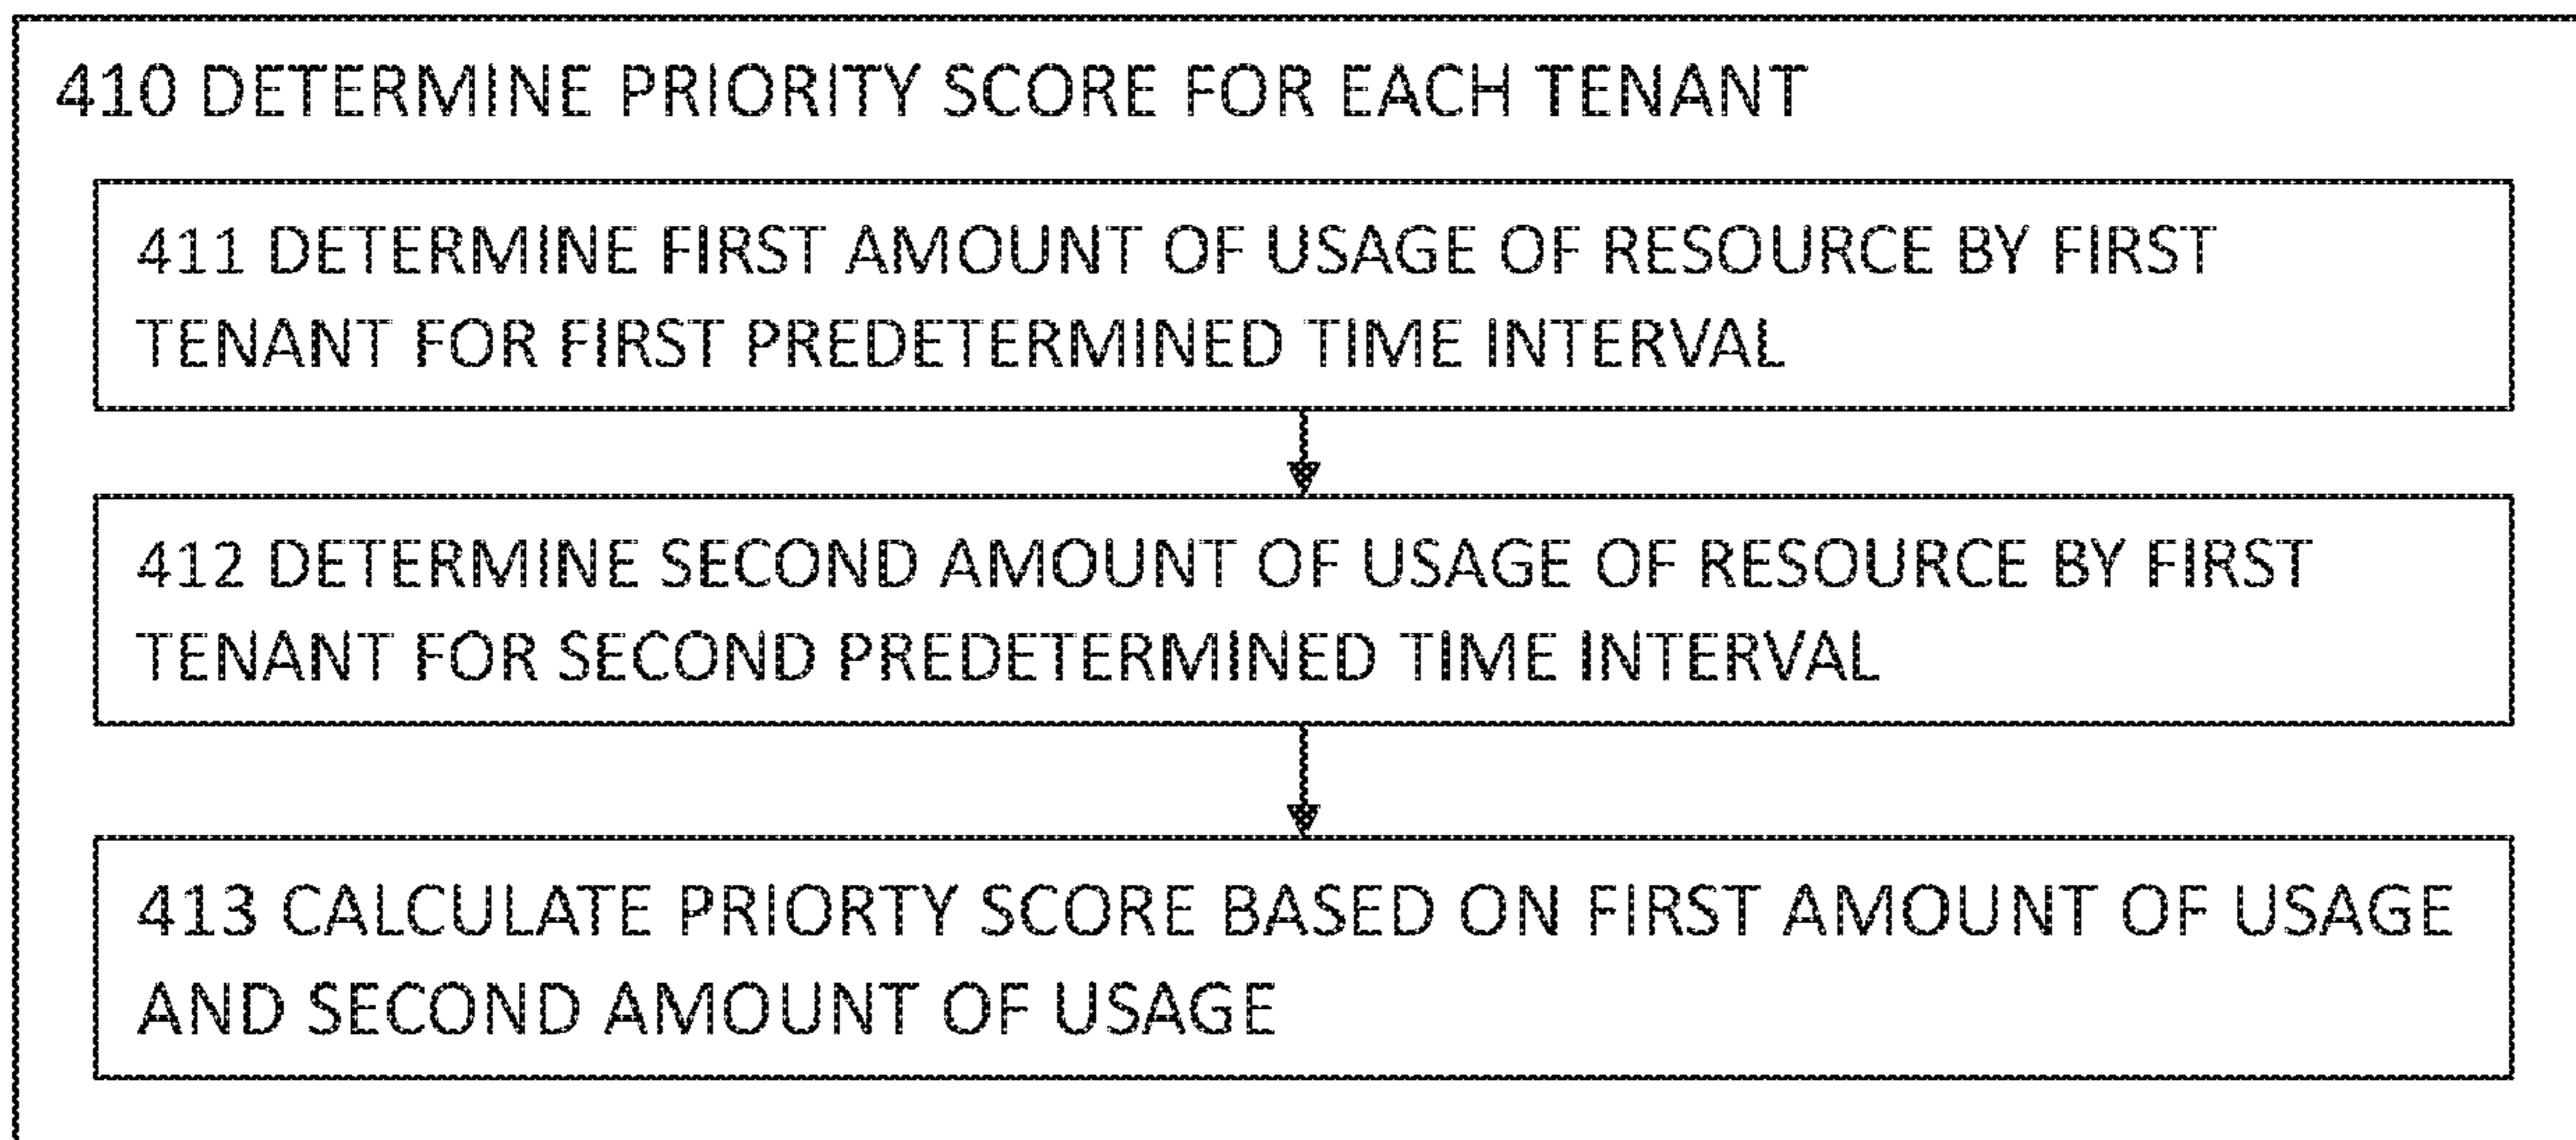 410 DETERMINE PRIORITY SCORE FOR EACH TENANT
411 DETERMINE FIRST AMOUNT OF USAGE OF RESOURCE BY FIRST
TENANT FOR FIRST PREDETERMINED TIME INTERVAL
412 DETERMINE SECOND AMOUNT OF USAGE OF RESOURCE BY FIRST
TENANT FOR SECOND PREDETERMINED TIME INTERVAL
413 CALCULATE PRIORTY SCORE BASED ON FIRST AMOUNT OF USAGE
AND SECOND AMOUNT OF USAGE